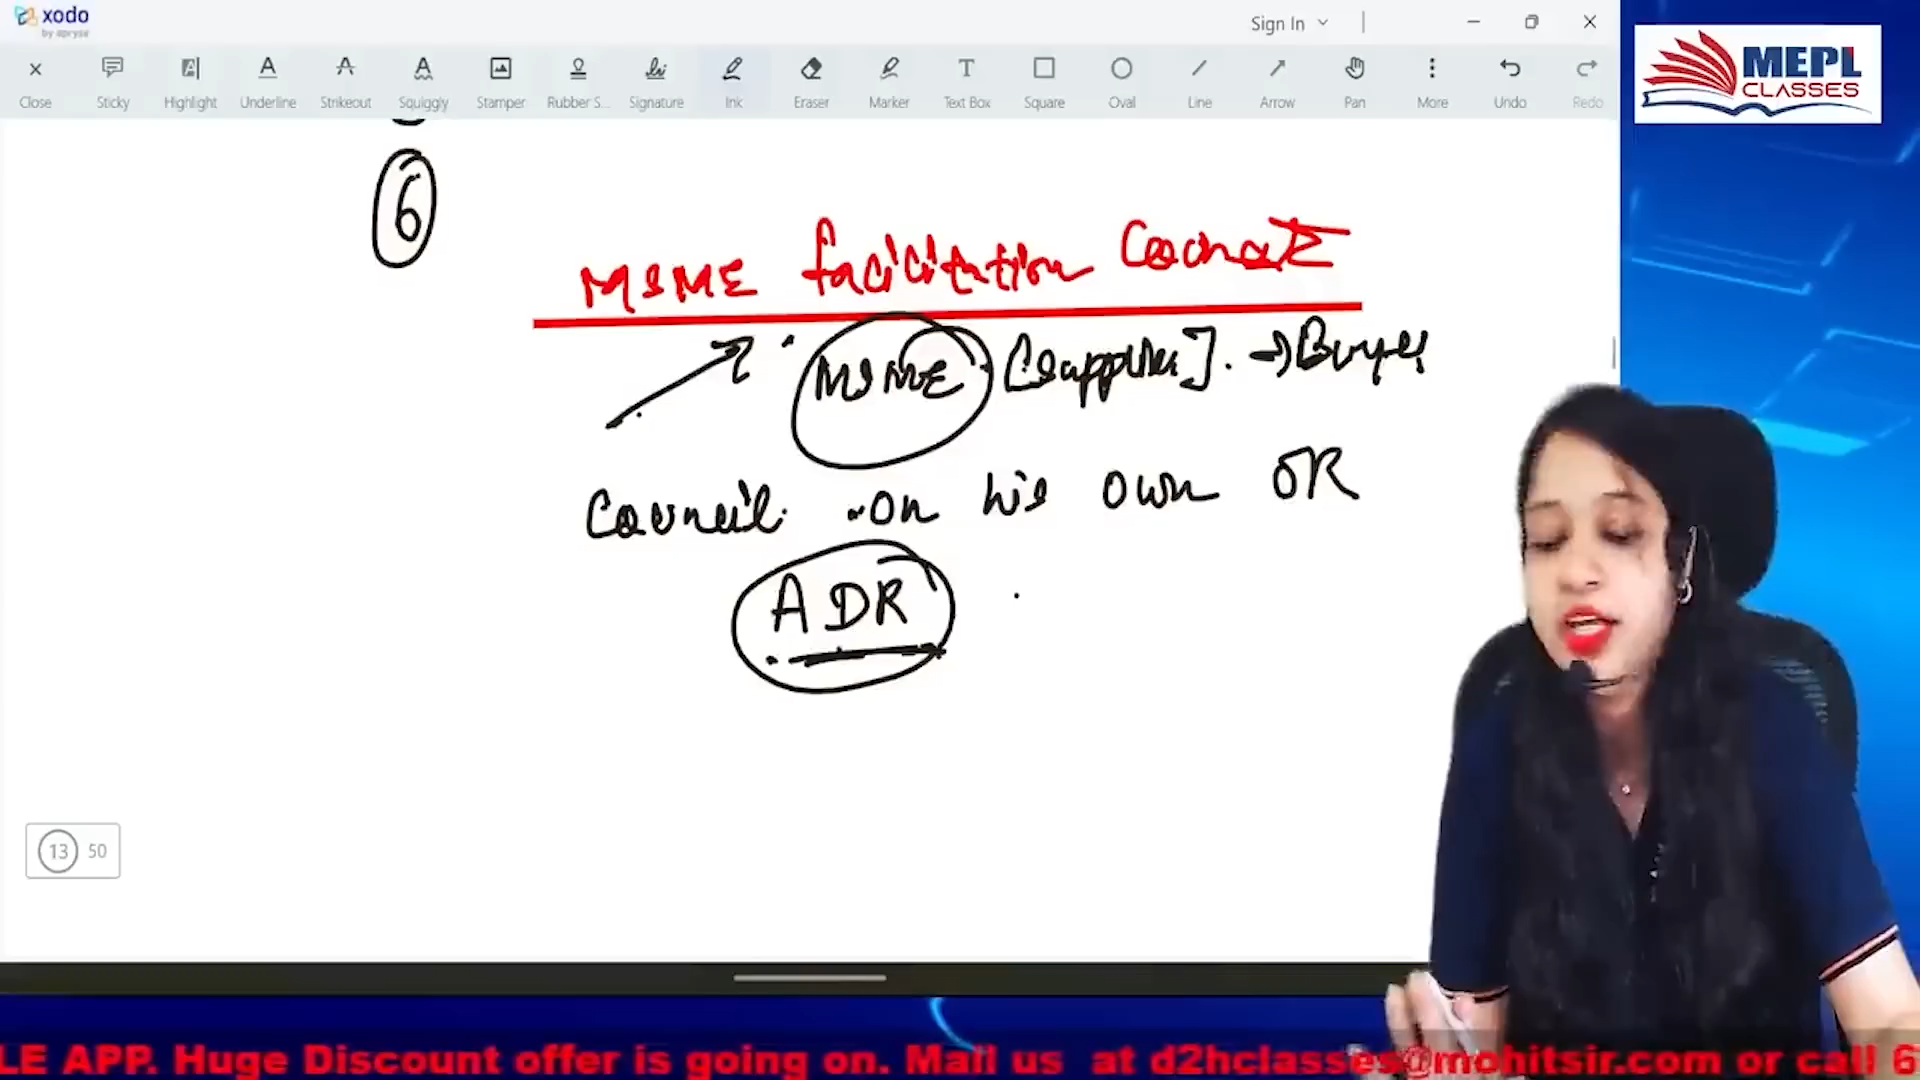 xodo
by apryse
Sign In
Close Sticky Highlight Underline Strikeout Squiggly Stamper Rubber S... Signature Ink Eraser Marker Text Box Square Oval Line Arrow Pan More Undo Redo
MEPL
CLASSES
6
MSME facilitation Council
MSME [Supplier]. → Buyer
Council on his own OR
ADR
13 50
LE APP. Huge Discount offer is going on. Mail us at d2hclasses@mohitsir.com or call 6